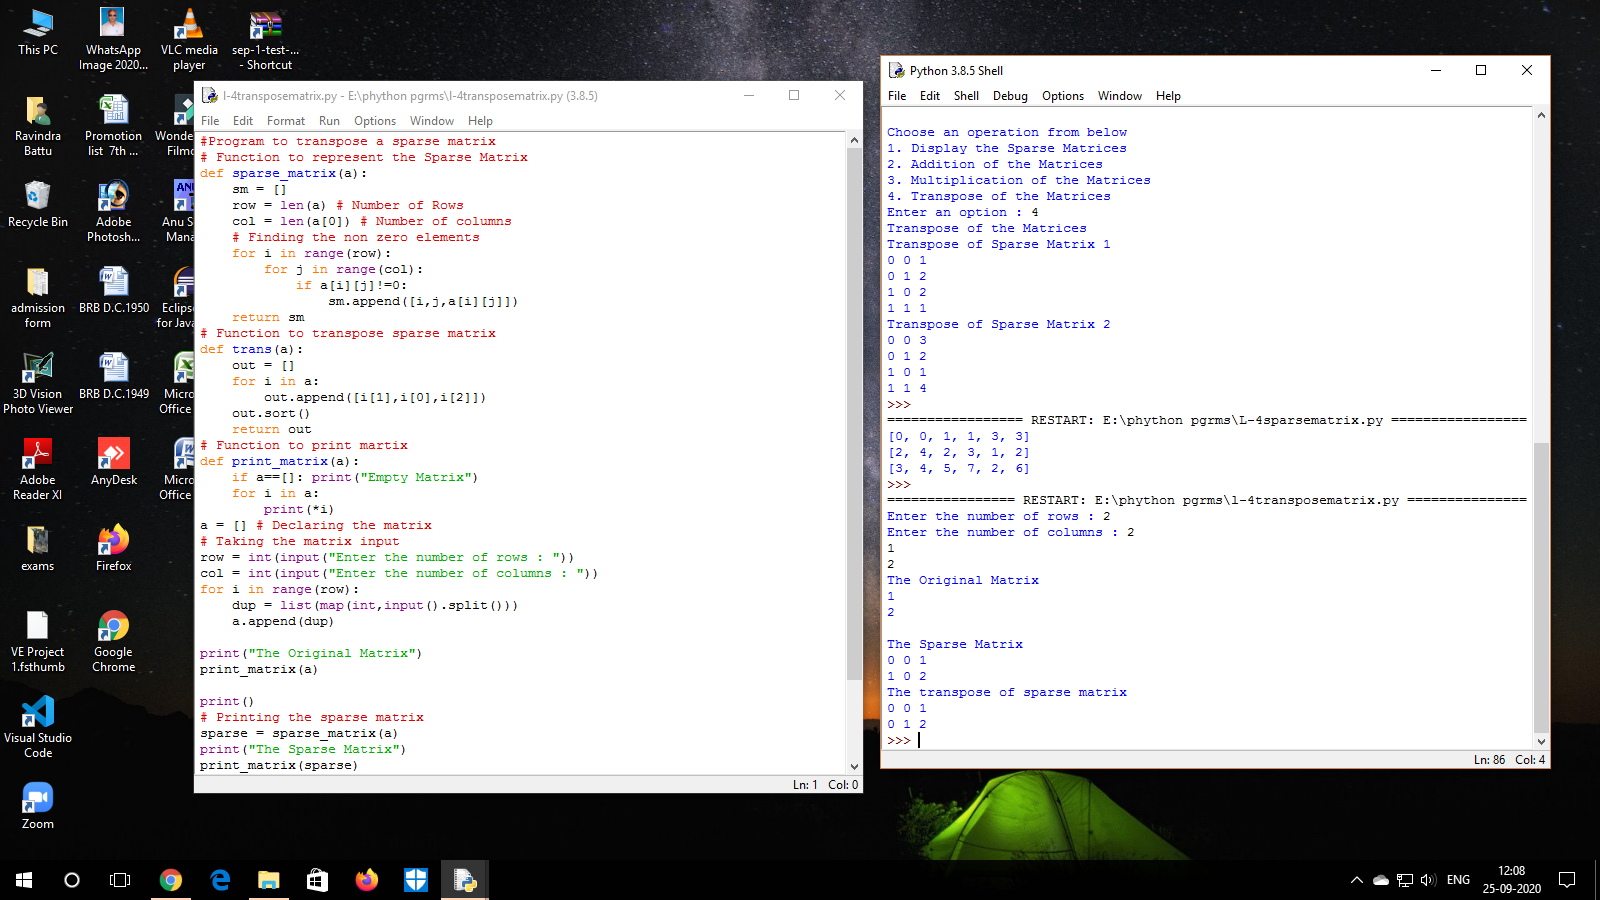 This PC
WhatsApp
Image 2020...
VLC media
player
sep-1-test-...
- Shortcut
Ravindra
Battu
Promotion
list 7th ...
Wonde
Filmo
Recycle Bin
Adobe
Photosh...
Anu S
Mana
admission
form
BRB D.C.1950
Eclips
for Java
3D Vision
Photo Viewer
BRB D.C.1949
Micro
Office
Adobe
Reader XI
AnyDesk
Micro
Office
exams
Firefox
VE Project
1.fsthumb
Google
Chrome
Visual Studio
Code
Zoom
l-4transposematrix.py - E:\phython pgrms\l-4transposematrix.py (3.8.5)
File Edit Format Run Options Window Help
#Program to transpose a sparse matrix
# Function to represent the Sparse Matrix
def sparse_matrix(a):
    sm = []
    row = len(a) # Number of Rows
    col = len(a[0]) # Number of columns
    # Finding the non zero elements
    for i in range(row):
        for j in range(col):
            if a[i][j]!=0:
                sm.append([i,j,a[i][j]])
    return sm
# Function to transpose sparse matrix
def trans(a):
    out = []
    for i in a:
        out.append([i[1],i[0],i[2]])
    out.sort()
    return out
# Function to print martix
def print_matrix(a):
    if a==[]: print("Empty Matrix")
    for i in a:
        print(*i)
a = [] # Declaring the matrix
# Taking the matrix input
row = int(input("Enter the number of rows : "))
col = int(input("Enter the number of columns : "))
for i in range(row):
    dup = list(map(int,input().split()))
    a.append(dup)
print("The Original Matrix")
print_matrix(a)
print()
# Printing the sparse matrix
sparse = sparse_matrix(a)
print("The Sparse Matrix")
print_matrix(sparse)
Ln: 1 Col: 0
Python 3.8.5 Shell
File Edit Shell Debug Options Window Help
Choose an operation from below
1. Display the Sparse Matrices
2. Addition of the Matrices
3. Multiplication of the Matrices
4. Transpose of the Matrices
Enter an option : 4
Transpose of the Matrices
Transpose of Sparse Matrix 1
0 0 1
0 1 2
1 0 2
1 1 1
Transpose of Sparse Matrix 2
0 0 3
0 1 2
1 0 1
1 1 4
>>>
================= RESTART: E:\phython pgrms\L-4sparsematrix.py =================
[0, 0, 1, 1, 3, 3]
[2, 4, 2, 3, 1, 2]
[3, 4, 5, 7, 2, 6]
>>>
================ RESTART: E:\phython pgrms\l-4transposematrix.py ===============
Enter the number of rows : 2
Enter the number of columns : 2
1
2
The Original Matrix
1
2
The Sparse Matrix
0 0 1
1 0 2
The transpose of sparse matrix
0 0 1
0 1 2
>>>
Ln: 86 Col: 4
ENG
12:08
25-09-2020